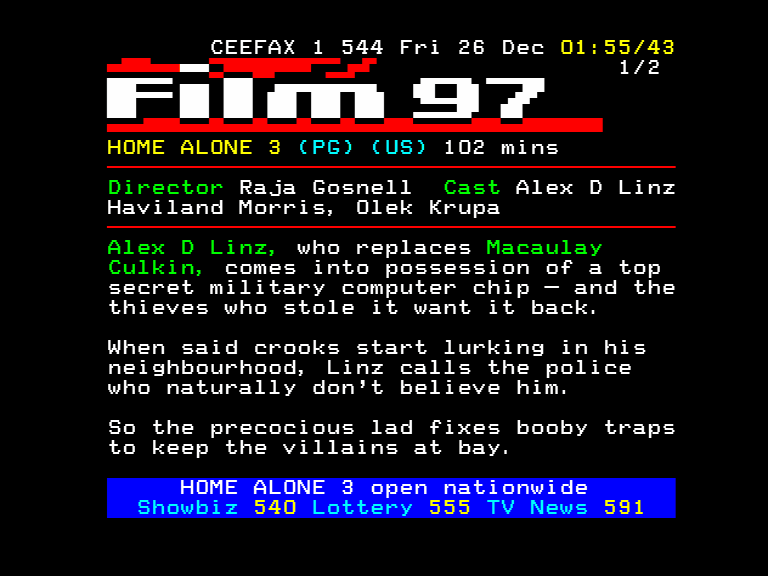 CEEFAX 1 544 Fri 26 Dec 01:55/43
1/2
Film 97
HOME ALONE 3 (PG) (US) 102 mins
Director Raja Gosnell Cast Alex D Linz
Haviland Morris, Olek Krupa
Alex D Linz, who replaces Macaulay
Culkin, comes into possession of a top
secret military computer chip — and the
thieves who stole it want it back.
When said crooks start lurking in his
neighbourhood, Linz calls the police
who naturally don't believe him.
So the precocious lad fixes booby traps
to keep the villains at bay.
HOME ALONE 3 open nationwide
Showbiz 540 Lottery 555 TV News 591